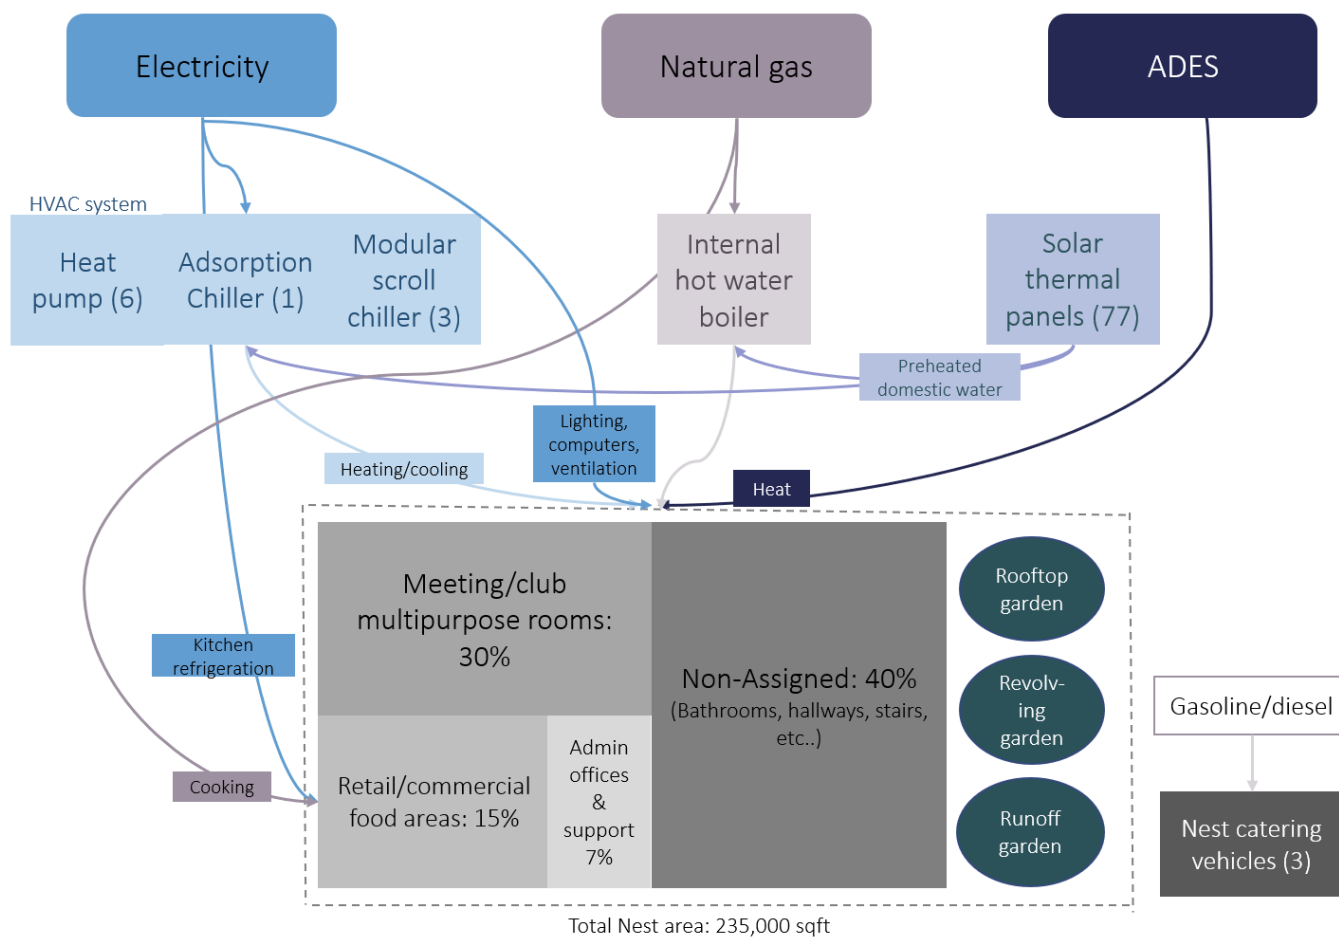 Electricity
Natural gas
ADES
HVAC system
Heat
pump (6)
Adsorption
Chiller (1)
Modular
scroll
chiller (3)
Internal
hot water
boiler
Solar
thermal
panels (77)
Preheated
domestic water
Lighting,
computers,
ventilation
Heating/cooling
Heat
Meeting/club
multipurpose rooms:
30%
Non-Assigned: 40%
(Bathrooms, hallways, stairs,
etc..)
Rooftop
garden
Revolv-
ing
garden
Runoff
garden
Kitchen
refrigeration
Cooking
Retail/commercial
food areas: 15%
Admin
offices
&
support
7%
Gasoline/diesel
Nest catering
vehicles (3)
Total Nest area: 235,000 sqft